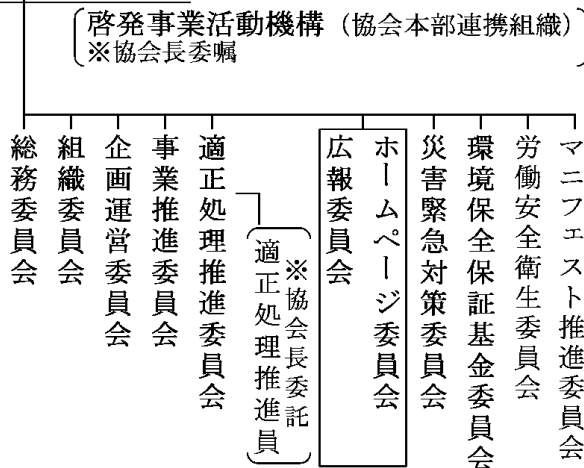 啓発事業活動機構（協会本部連携組織）
※協会長委嘱
総務委員会
組織委員会
企画運営委員会
事業推進委員会
適正処理推進委員会
※協会長委託
適正処理推進員
広報委員会
ホームページ委員会
災害緊急対策委員会
環境保全保証基金委員会
労働安全衛生委員会
マニフェスト推進委員会